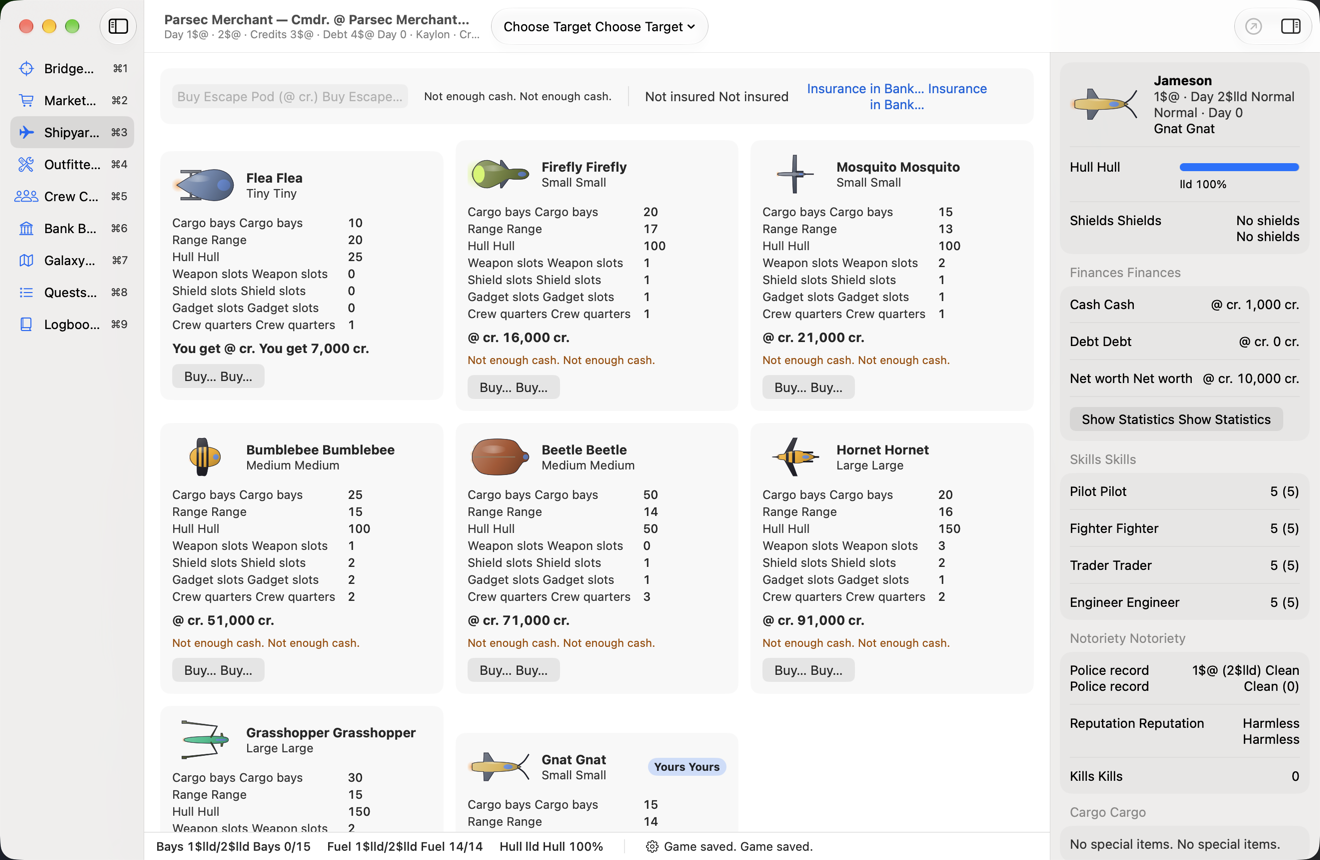 Parsec Merchant — Cmdr. @ Parsec Merchant...
Day 1$@ · 2$@ · Credits 3$@ · Debt 4$@ Day 0 · Kaylon · Cr...
Choose Target Choose Target
Bridge... ⌘1
Market... ⌘2
Shipyar... ⌘3
Outfitte... ⌘4
Crew C... ⌘5
Bank B... ⌘6
Galaxy... ⌘7
Quests... ⌘8
Logboo... ⌘9
Buy Escape Pod (@ cr.) Buy Escape...
Not enough cash. Not enough cash.
Not insured Not insured
Insurance in Bank... Insurance
in Bank...
Flea Flea
Tiny Tiny
Cargo bays Cargo bays 10
Range Range 20
Hull Hull 25
Weapon slots Weapon slots 0
Shield slots Shield slots 0
Gadget slots Gadget slots 0
Crew quarters Crew quarters 1
You get @ cr. You get 7,000 cr.
Buy... Buy...
Firefly Firefly
Small Small
Cargo bays Cargo bays 20
Range Range 17
Hull Hull 100
Weapon slots Weapon slots 1
Shield slots Shield slots 1
Gadget slots Gadget slots 1
Crew quarters Crew quarters 1
@ cr. 16,000 cr.
Not enough cash. Not enough cash.
Buy... Buy...
Mosquito Mosquito
Small Small
Cargo bays Cargo bays 15
Range Range 13
Hull Hull 100
Weapon slots Weapon slots 2
Shield slots Shield slots 1
Gadget slots Gadget slots 1
Crew quarters Crew quarters 1
@ cr. 21,000 cr.
Not enough cash. Not enough cash.
Buy... Buy...
Bumblebee Bumblebee
Medium Medium
Cargo bays Cargo bays 25
Range Range 15
Hull Hull 100
Weapon slots Weapon slots 1
Shield slots Shield slots 2
Gadget slots Gadget slots 2
Crew quarters Crew quarters 2
@ cr. 51,000 cr.
Not enough cash. Not enough cash.
Buy... Buy...
Beetle Beetle
Medium Medium
Cargo bays Cargo bays 50
Range Range 14
Hull Hull 50
Weapon slots Weapon slots 0
Shield slots Shield slots 1
Gadget slots Gadget slots 1
Crew quarters Crew quarters 3
@ cr. 71,000 cr.
Not enough cash. Not enough cash.
Buy... Buy...
Hornet Hornet
Large Large
Cargo bays Cargo bays 20
Range Range 16
Hull Hull 150
Weapon slots Weapon slots 3
Shield slots Shield slots 2
Gadget slots Gadget slots 1
Crew quarters Crew quarters 2
@ cr. 91,000 cr.
Not enough cash. Not enough cash.
Buy... Buy...
Grasshopper Grasshopper
Large Large
Cargo bays Cargo bays 30
Range Range 15
Hull Hull 150
Weapon slots Weapon slots 2
Gnat Gnat
Small Small
Yours Yours
Cargo bays Cargo bays 15
Range Range 14
Bays 1$lld/2$lld Bays 0/15
Fuel 1$lld/2$lld Fuel 14/14
Hull lld Hull 100%
Game saved. Game saved.
Jameson
1$@ · Day 2$lld Normal
Normal · Day 0
Gnat Gnat
Hull Hull
lld 100%
Shields Shields No shields
No shields
Finances Finances
Cash Cash @ cr. 1,000 cr.
Debt Debt @ cr. 0 cr.
Net worth Net worth @ cr. 10,000 cr.
Show Statistics Show Statistics
Skills Skills
Pilot Pilot 5 (5)
Fighter Fighter 5 (5)
Trader Trader 5 (5)
Engineer Engineer 5 (5)
Notoriety Notoriety
Police record 1$@ (2$lld) Clean
Police record Clean (0)
Reputation Reputation Harmless
Harmless
Kills Kills 0
Cargo Cargo
No special items. No special items.